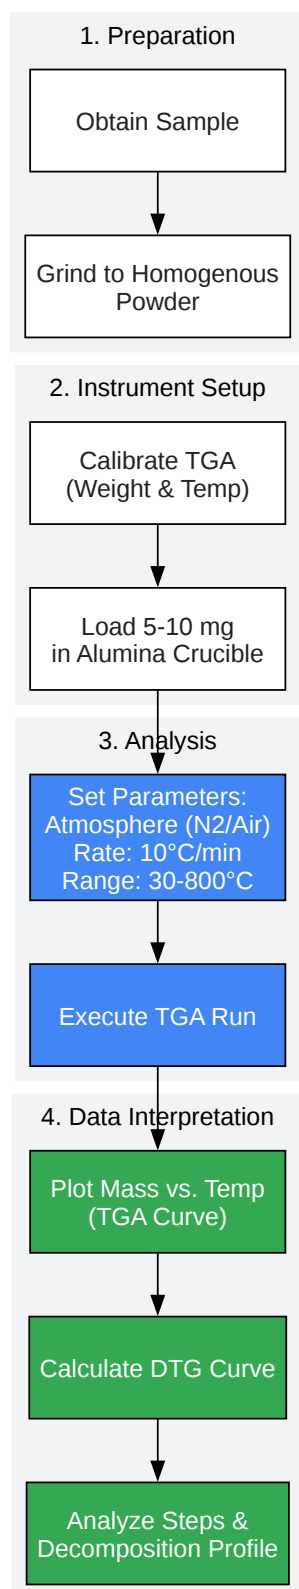 1. Preparation
Obtain Sample
Grind to Homogenous
Powder
2. Instrument Setup
Calibrate TGA
(Weight & Temp)
Load 5-10 mg
in Alumina Crucible
3. Analysis
Set Parameters:
Atmosphere (N2/Air)
Rate: 10°C/min
Range: 30-800°C
Execute TGA Run
4. Data Interpretation
Plot Mass vs. Temp
(TGA Curve)
Calculate DTG Curve
Analyze Steps &
Decomposition Profile